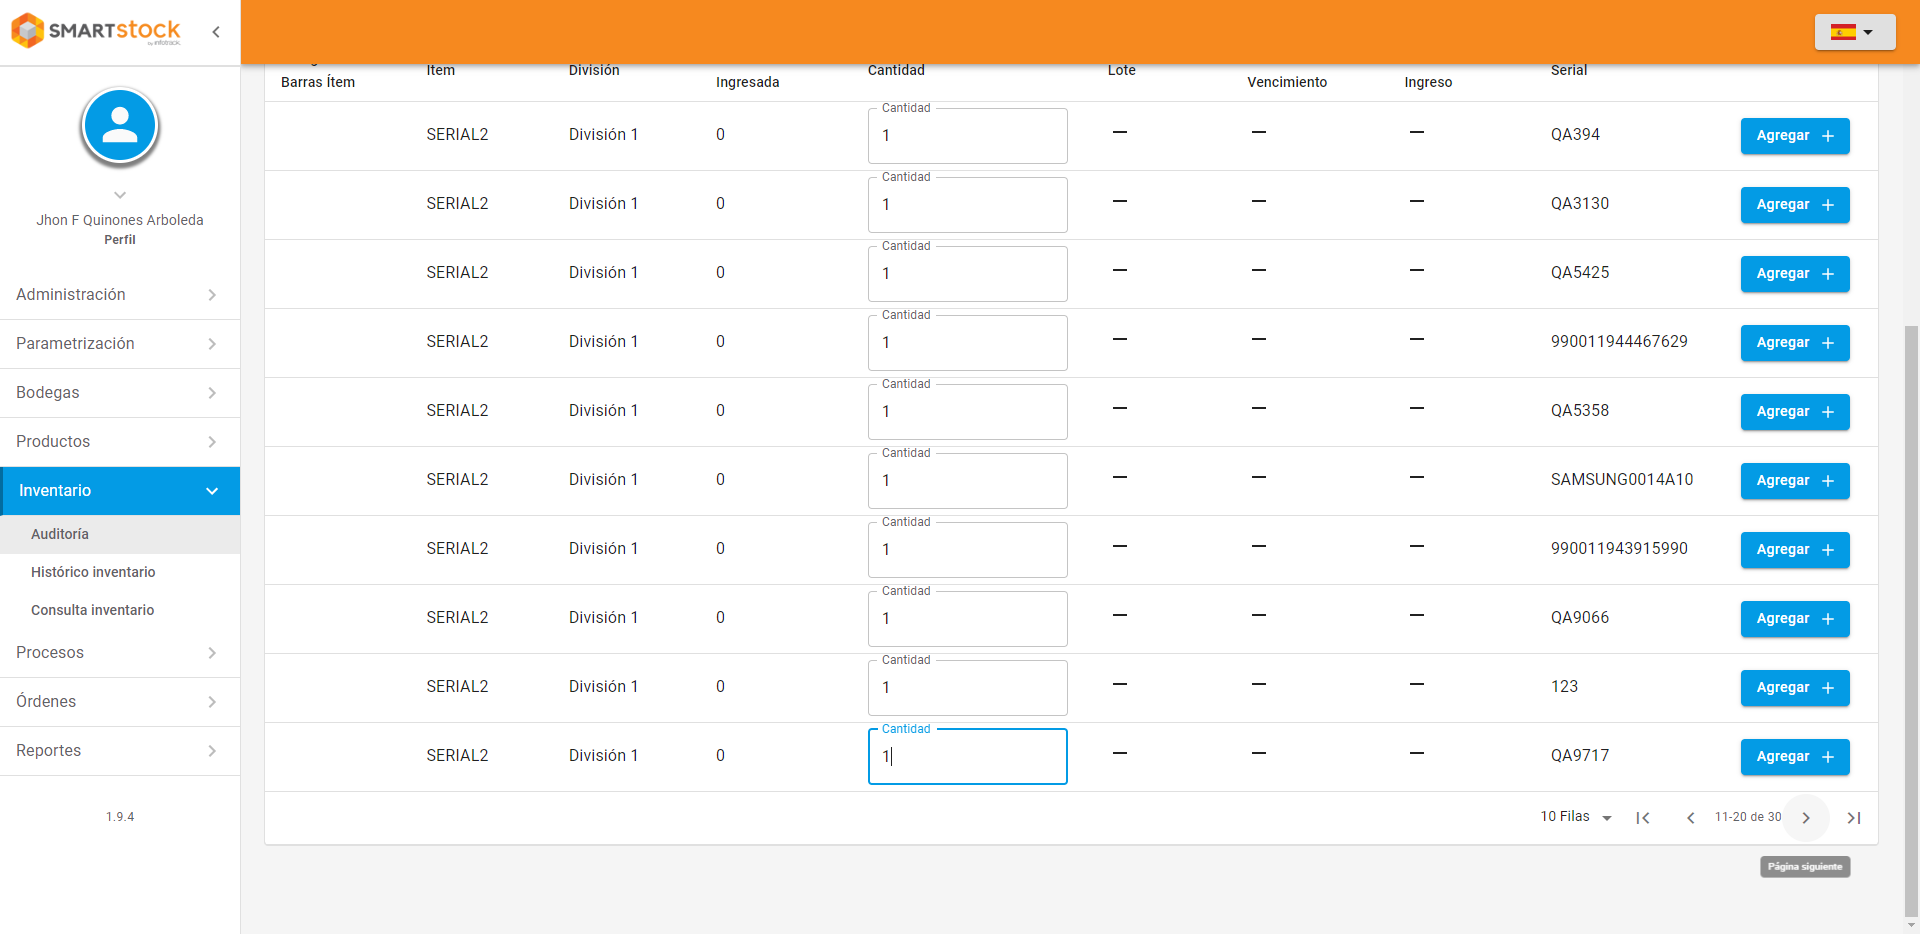 SMARTstock
by infotrack
Jhon F Quinones Arboleda
Perfil
Administración
Parametrización
Bodegas
Productos
Inventario
Auditoría
Histórico inventario
Consulta inventario
Procesos
Órdenes
Reportes
1.9.4
Barras Ítem Item División Ingresada Cantidad Lote Vencimiento Ingreso Serial
Cantidad
SERIAL2 División 1 0 1 — — — QA394 Agregar +
Cantidad
SERIAL2 División 1 0 1 — — — QA3130 Agregar +
Cantidad
SERIAL2 División 1 0 1 — — — QA5425 Agregar +
Cantidad
SERIAL2 División 1 0 1 — — — 990011944467629 Agregar +
Cantidad
SERIAL2 División 1 0 1 — — — QA5358 Agregar +
Cantidad
SERIAL2 División 1 0 1 — — — SAMSUNG0014A10 Agregar +
Cantidad
SERIAL2 División 1 0 1 — — — 990011943915990 Agregar +
Cantidad
SERIAL2 División 1 0 1 — — — QA9066 Agregar +
Cantidad
SERIAL2 División 1 0 1 — — — 123 Agregar +
Cantidad
SERIAL2 División 1 0 1 — — — QA9717 Agregar +
10 Filas 11-20 de 30
Página siguiente